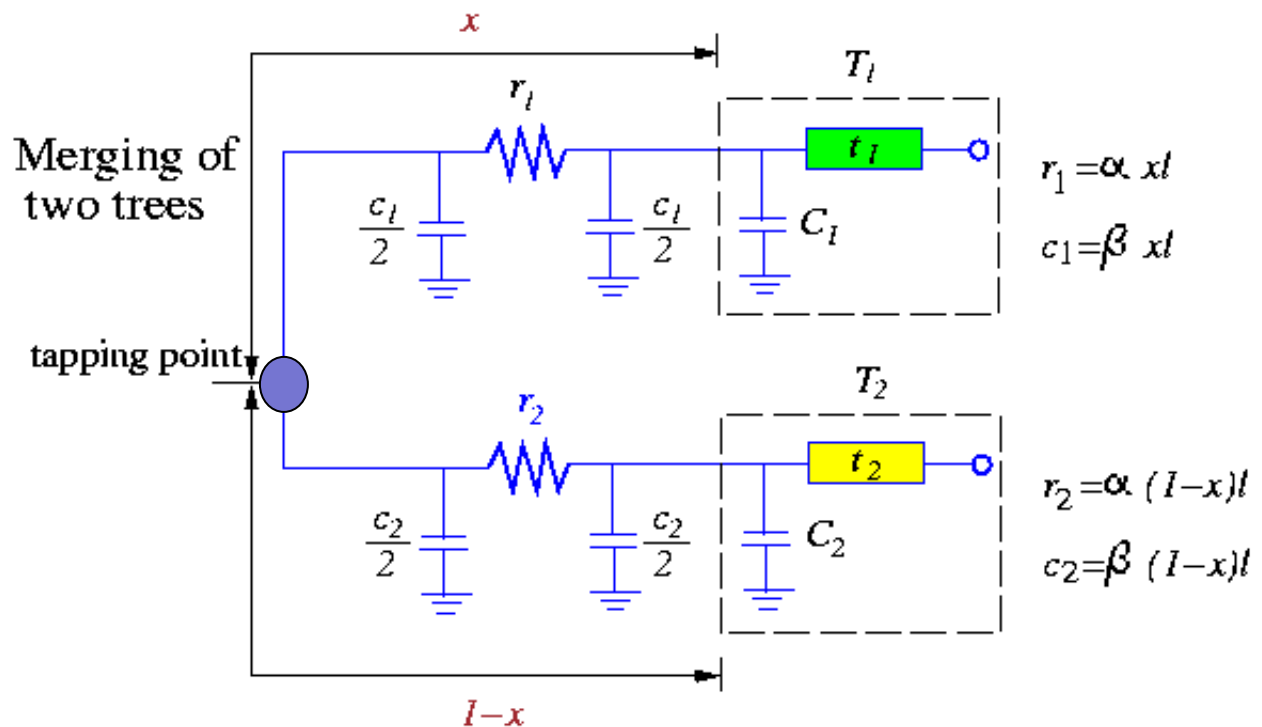 x
T₁
r₁
Merging of
two trees
t₁
c₁
2
c₁
2
C₁
r₁ =α xl
c₁=β xl
tapping point
T₂
r₂
t₂
c₂
2
c₂
2
C₂
r₂ =α (1-x)l
c₂=β (1-x)l
1-x